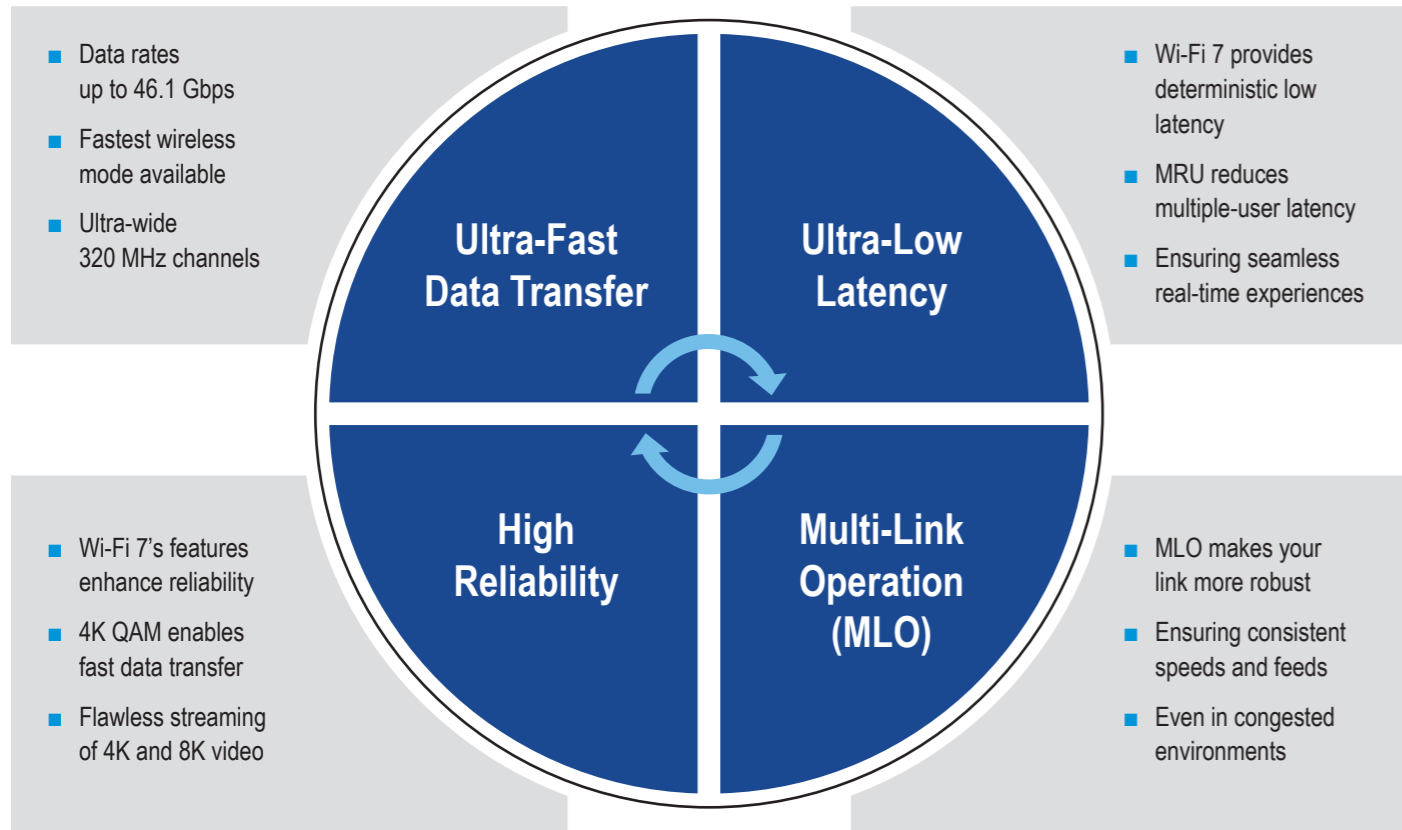 Data rates
up to 46.1 Gbps
Fastest wireless
mode available
Ultra-wide
320 MHz channels
Ultra-Fast
Data Transfer
Ultra-Low
Latency
Wi-Fi 7 provides
deterministic low
latency
MRU reduces
multiple-user latency
Ensuring seamless
real-time experiences
Wi-Fi 7's features
enhance reliability
4K QAM enables
fast data transfer
Flawless streaming
of 4K and 8K video
High
Reliability
Multi-Link
Operation
(MLO)
MLO makes your
link more robust
Ensuring consistent
speeds and feeds
Even in congested
environments